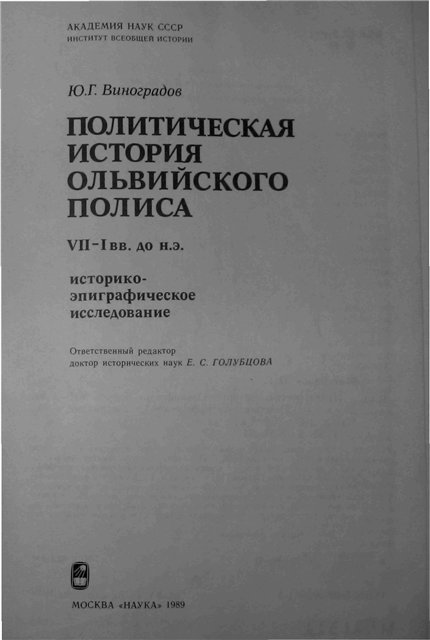 АКАДЕМИЯ НАУК СССР
ИНСТИТУТ ВСЕОБЩЕЙ ИСТОРИИ
Ю.Г. Виноградов
ПОЛИТИЧЕСКАЯ
ИСТОРИЯ
ОЛЬВИЙСКОГО
ПОЛИСА
VII–I вв. до н.э.
историко-
эпиграфическое
исследование
Ответственный редактор
доктор исторических наук Е. С. ГОЛУБЦОВА
МОСКВА «НАУКА» 1989